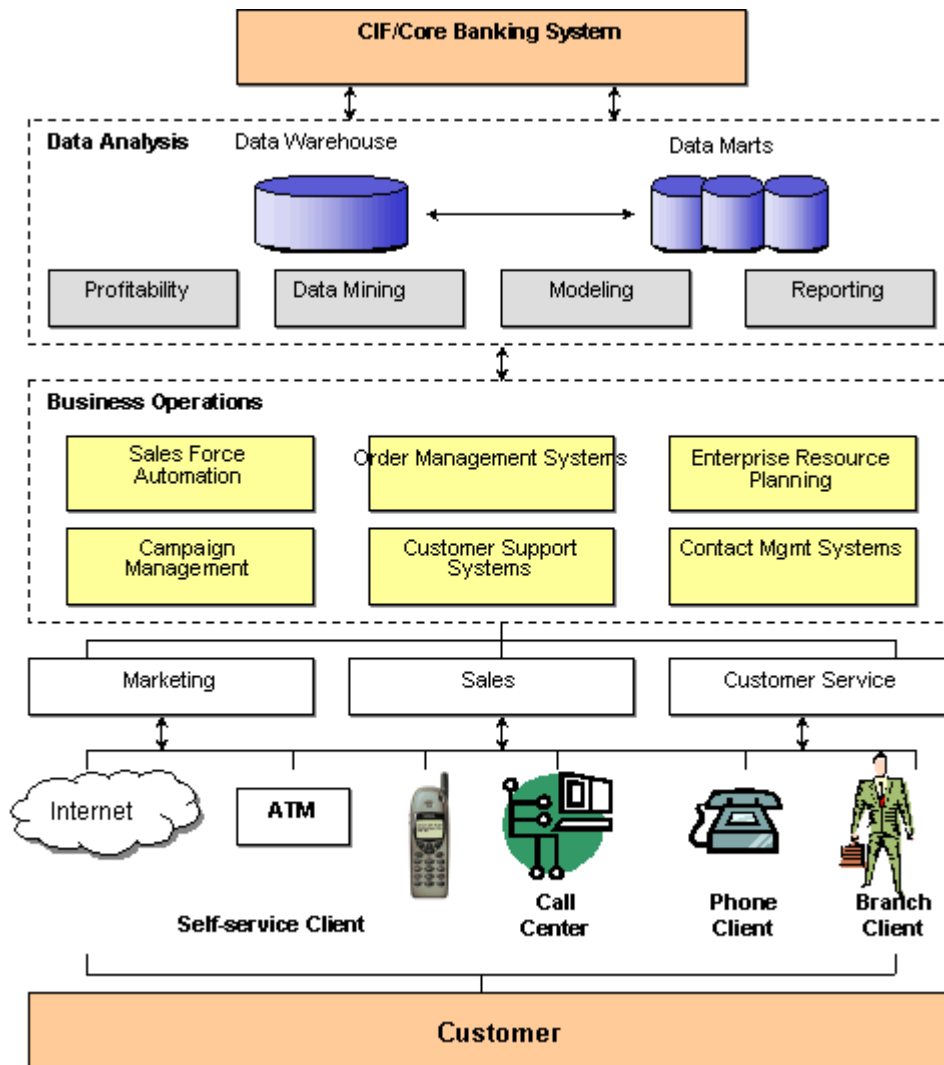 CIF/Core Banking System
Data Analysis
Data Warehouse
Data Marts
Profitability
Data Mining
Modeling
Reporting
Business Operations
Sales Force
Automation
Order Management Systems
Enterprise Resource
Planning
Campaign
Management
Customer Support
Systems
Contact Mgmt Systems
Marketing
Sales
Customer Service
Internet
ATM
Self-service Client
Call
Center
Phone
Client
Branch
Client
Customer